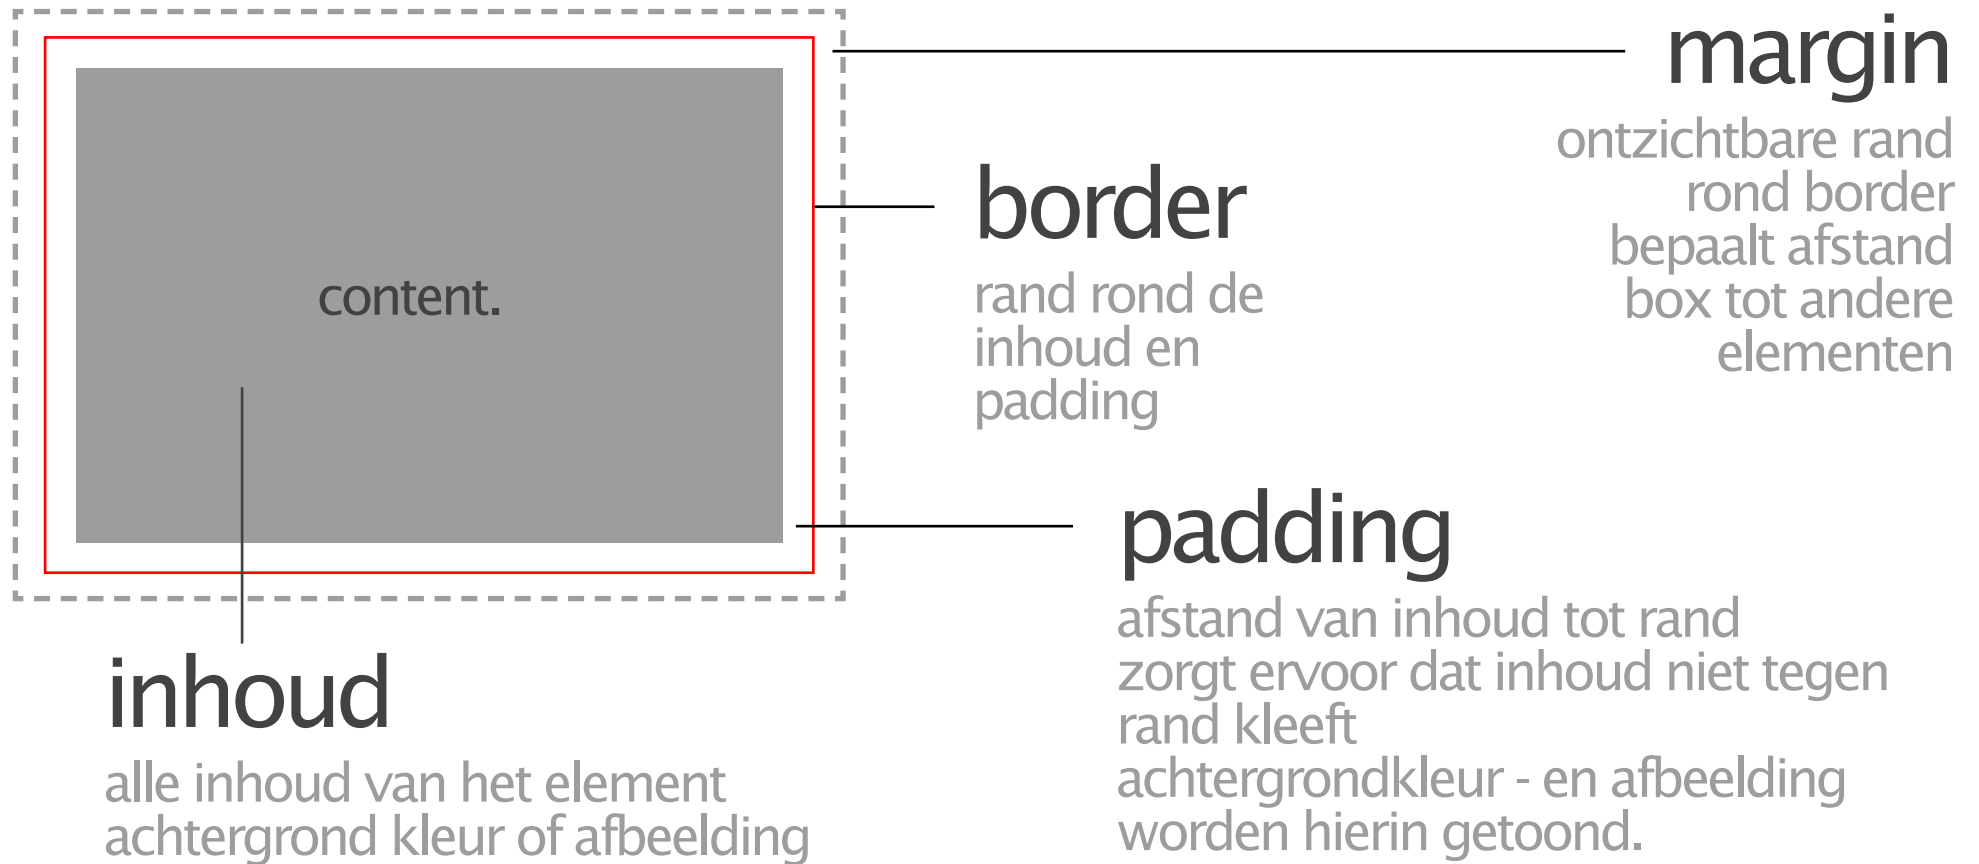 content.
margin
ontzichtbare rand
rond border
bepaalt afstand
box tot andere
elementen
border
rand rond de
inhoud en
padding
padding
afstand van inhoud tot rand
zorgt ervoor dat inhoud niet tegen
rand kleeft
achtergrondkleur - en afbeelding
worden hierin getoond.
inhoud
alle inhoud van het element
achtergrond kleur of afbeelding